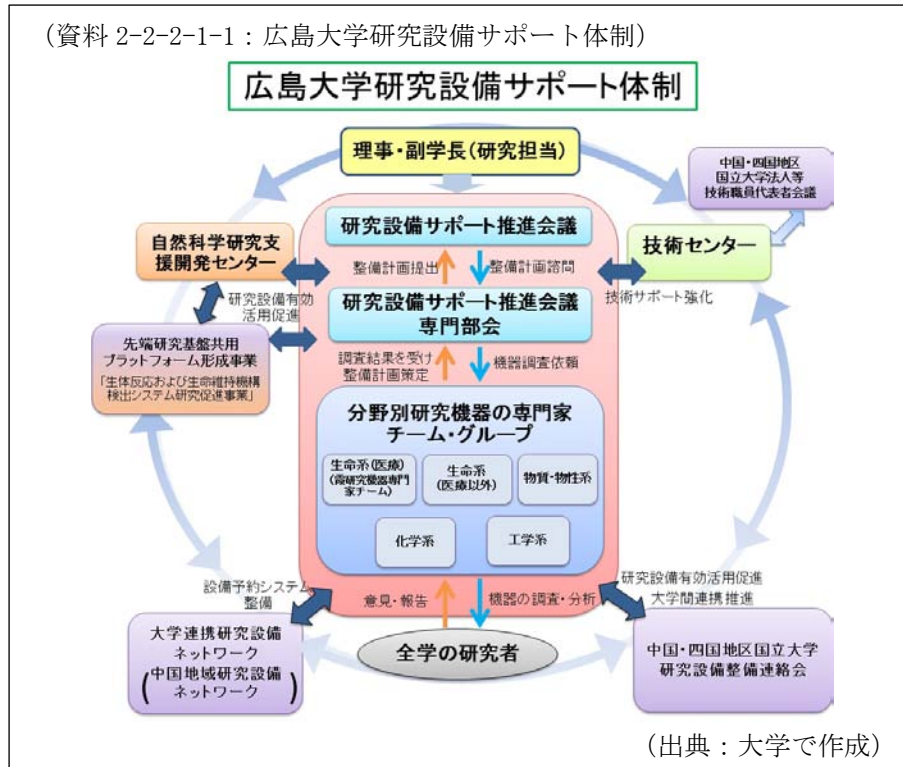 (資料 2-2-2-1-1：広島大学研究設備サポート体制)
広島大学研究設備サポート体制
理事・副学長(研究担当)
中国・四国地区
国立大学法人等
技術職員代表者会議
研究設備サポート推進会議
自然科学研究支
援開発センター
技術センター
整備計画提出
整備計画諮問
研究設備有効
活用促進
技術サポート強化
研究設備サポート推進会議
専門部会
先端研究基盤共用
プラットフォーム形成事業
「生体反応および生命維持機構
検出システム研究促進事業」
調査結果を受け
整備計画策定
機器調査依頼
分野別研究機器の専門家
チーム・グループ
生命系(医療)
(霞研究機器専門
家チーム)
生命系
(医療以外)
物質・物性系
化学系
工学系
設備予約システム
整備
意見・報告
機器の調査・分析
研究設備有効活用促進
大学間連携推進
大学連携研究設備
ネットワーク
(中国地域研究設備
ネットワーク)
全学の研究者
中国・四国地区国立大学
研究設備整備連絡会
(出典：大学で作成)